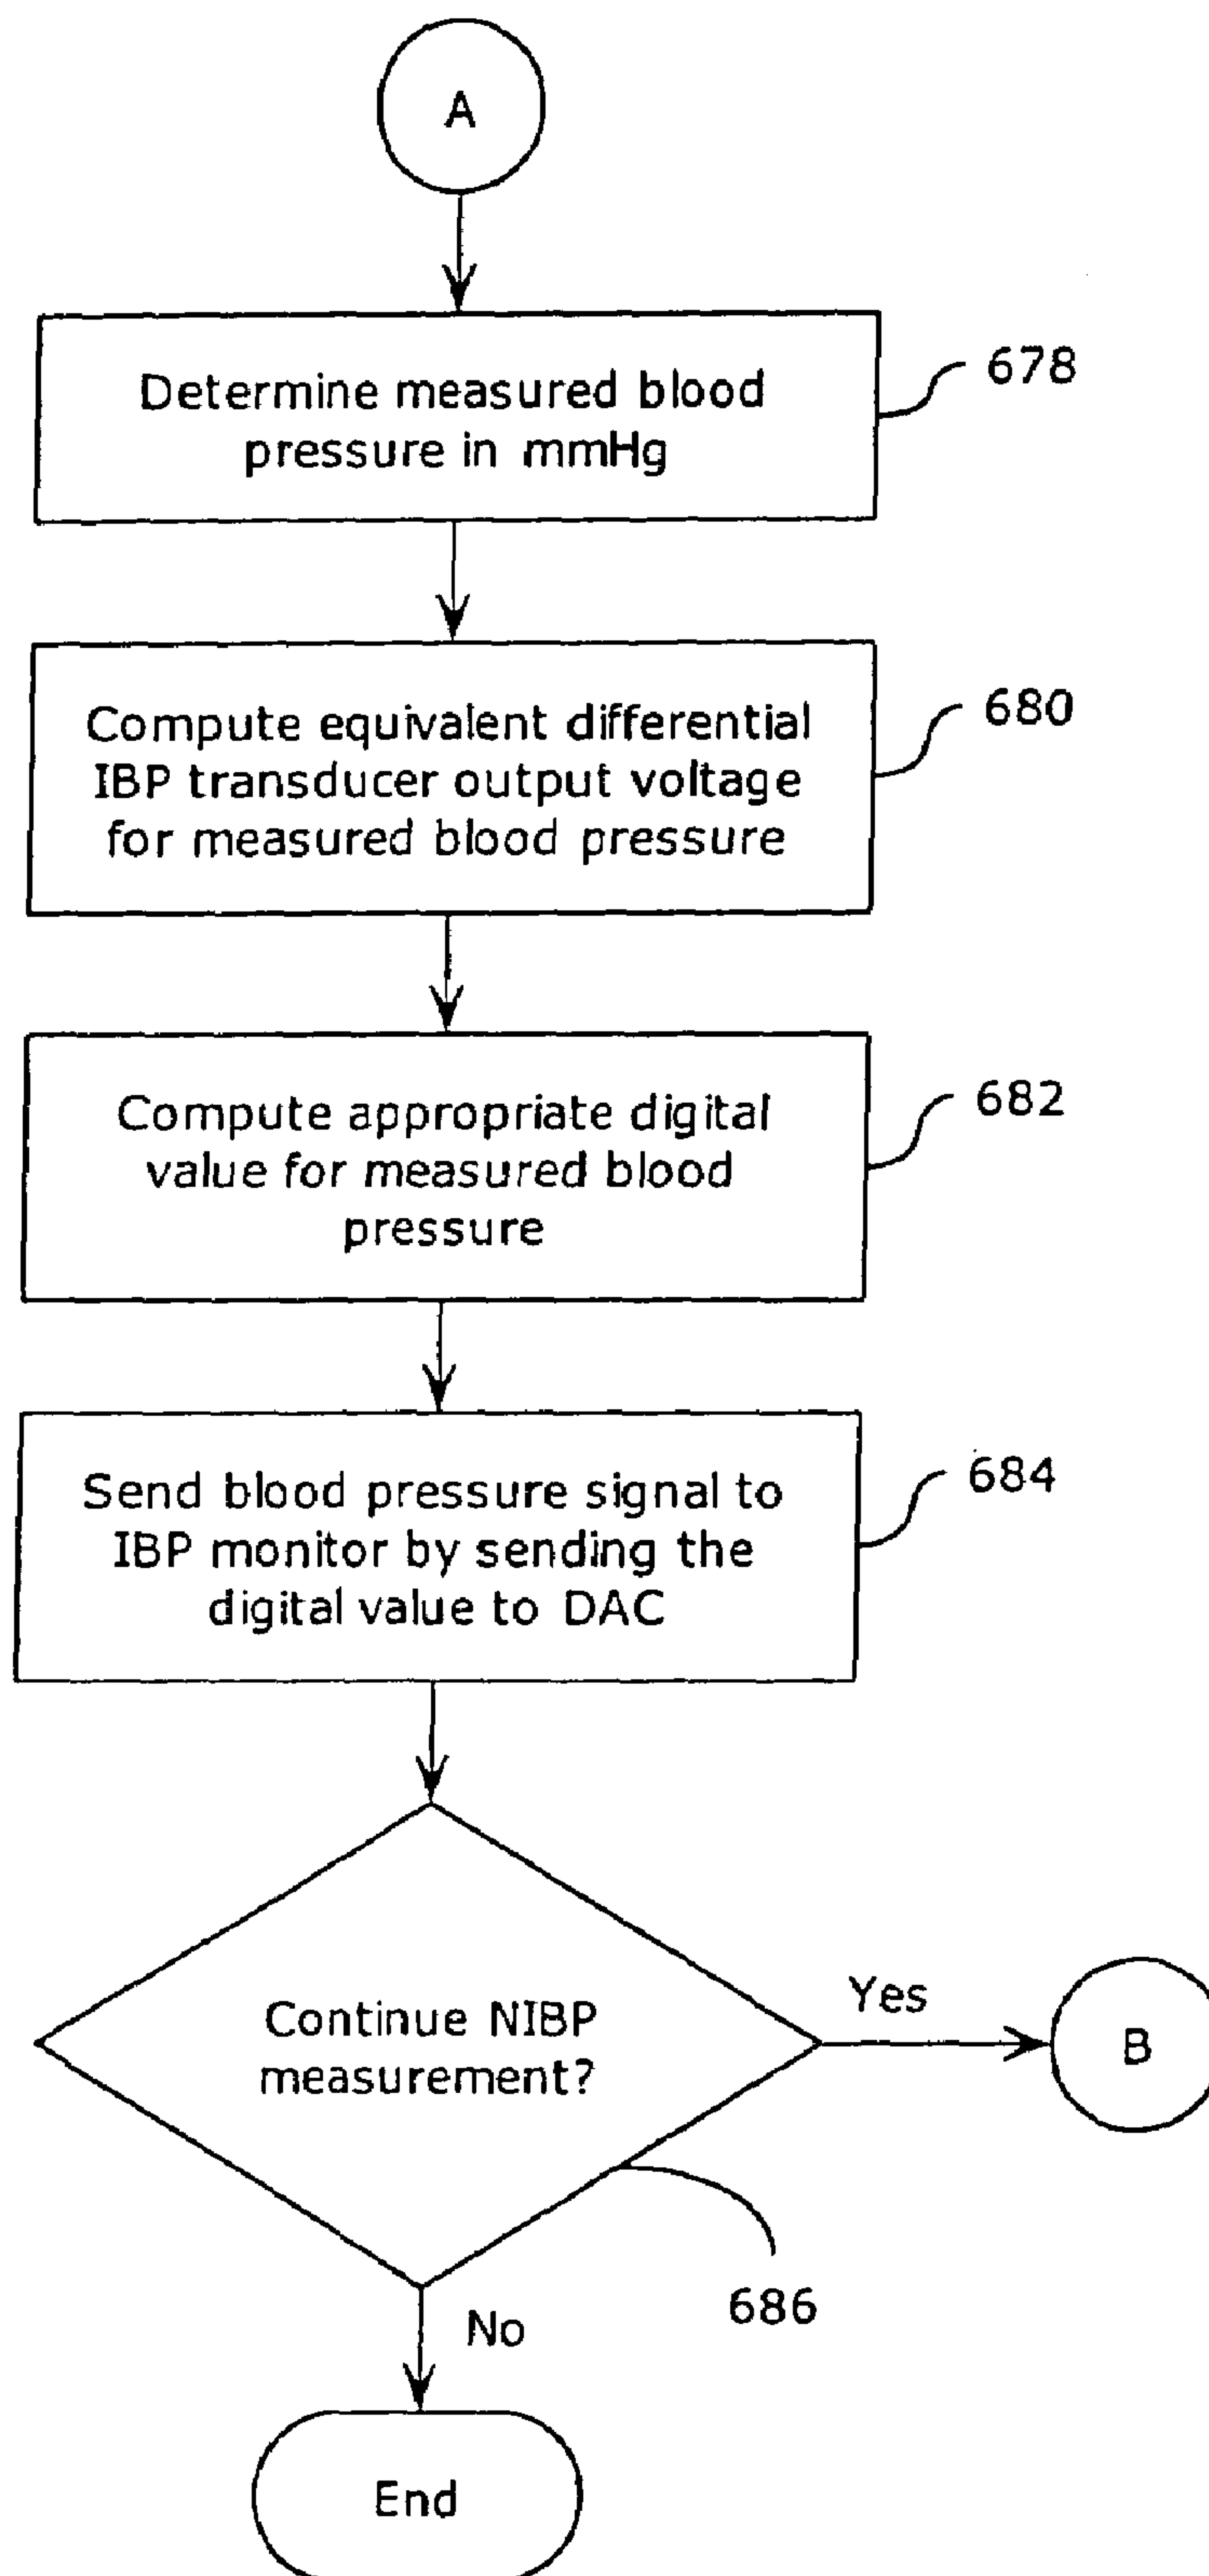 A
Determine measured blood
pressure in mmHg
678
Compute equivalent differential
IBP transducer output voltage
for measured blood pressure
680
Compute appropriate digital
value for measured blood
pressure
682
Send blood pressure signal to
IBP monitor by sending the
digital value to DAC
684
Continue NIBP
measurement?
Yes
B
686
No
End